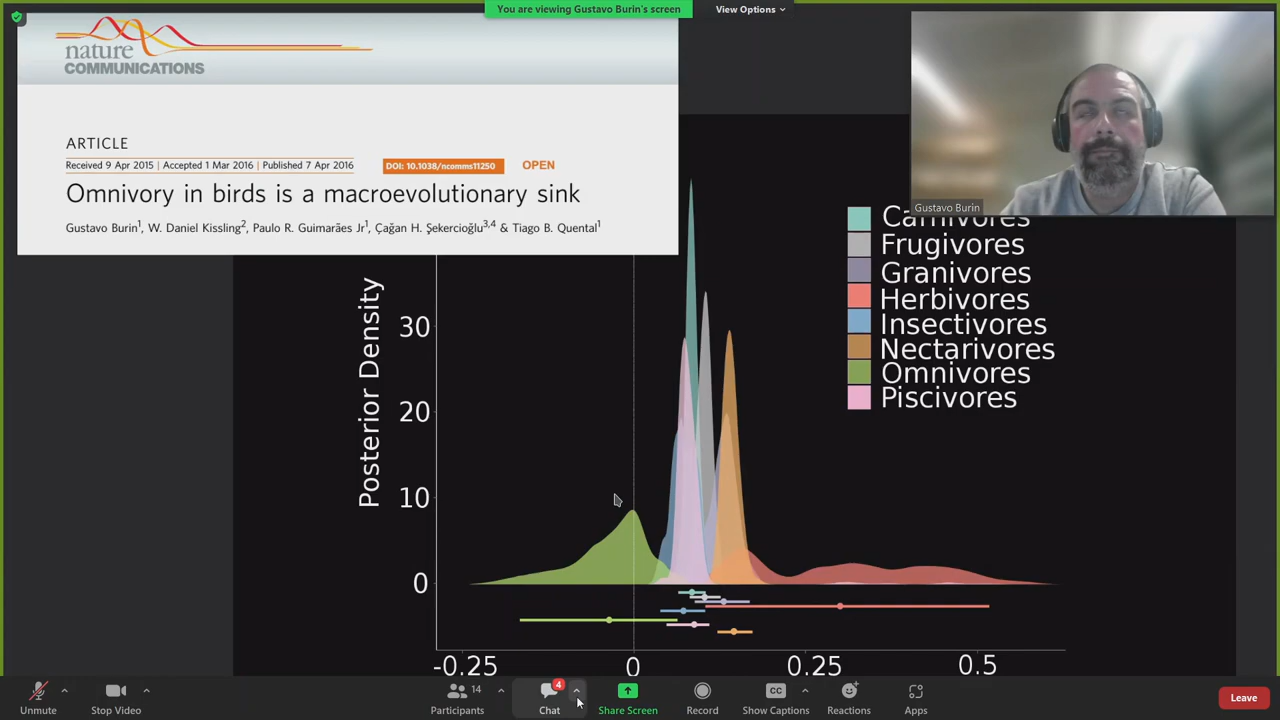 You are viewing Gustavo Burin's screen
View Options
nature
COMMUNICATIONS
ARTICLE
Received 9 Apr 2015 | Accepted 1 Mar 2016 | Published 7 Apr 2016
DOI: 10.1038/ncomms11250
OPEN
Omnivory in birds is a macroevolutionary sink
Gustavo Burin1, W. Daniel Kissling2, Paulo R. Guimarães Jr1, Çağan H. Şekercioğlu3,4 & Tiago B. Quental1
Gustavo Burin
Carnivores
Frugivores
Granivores
Herbivores
Insectivores
Nectarivores
Omnivores
Piscivores
Posterior Density
30
20
10
0
-0.25
0
0.25
0.5
Unmute
Stop Video
14
Participants
4
Chat
Share Screen
Record
CC
Show Captions
Reactions
Apps
Leave